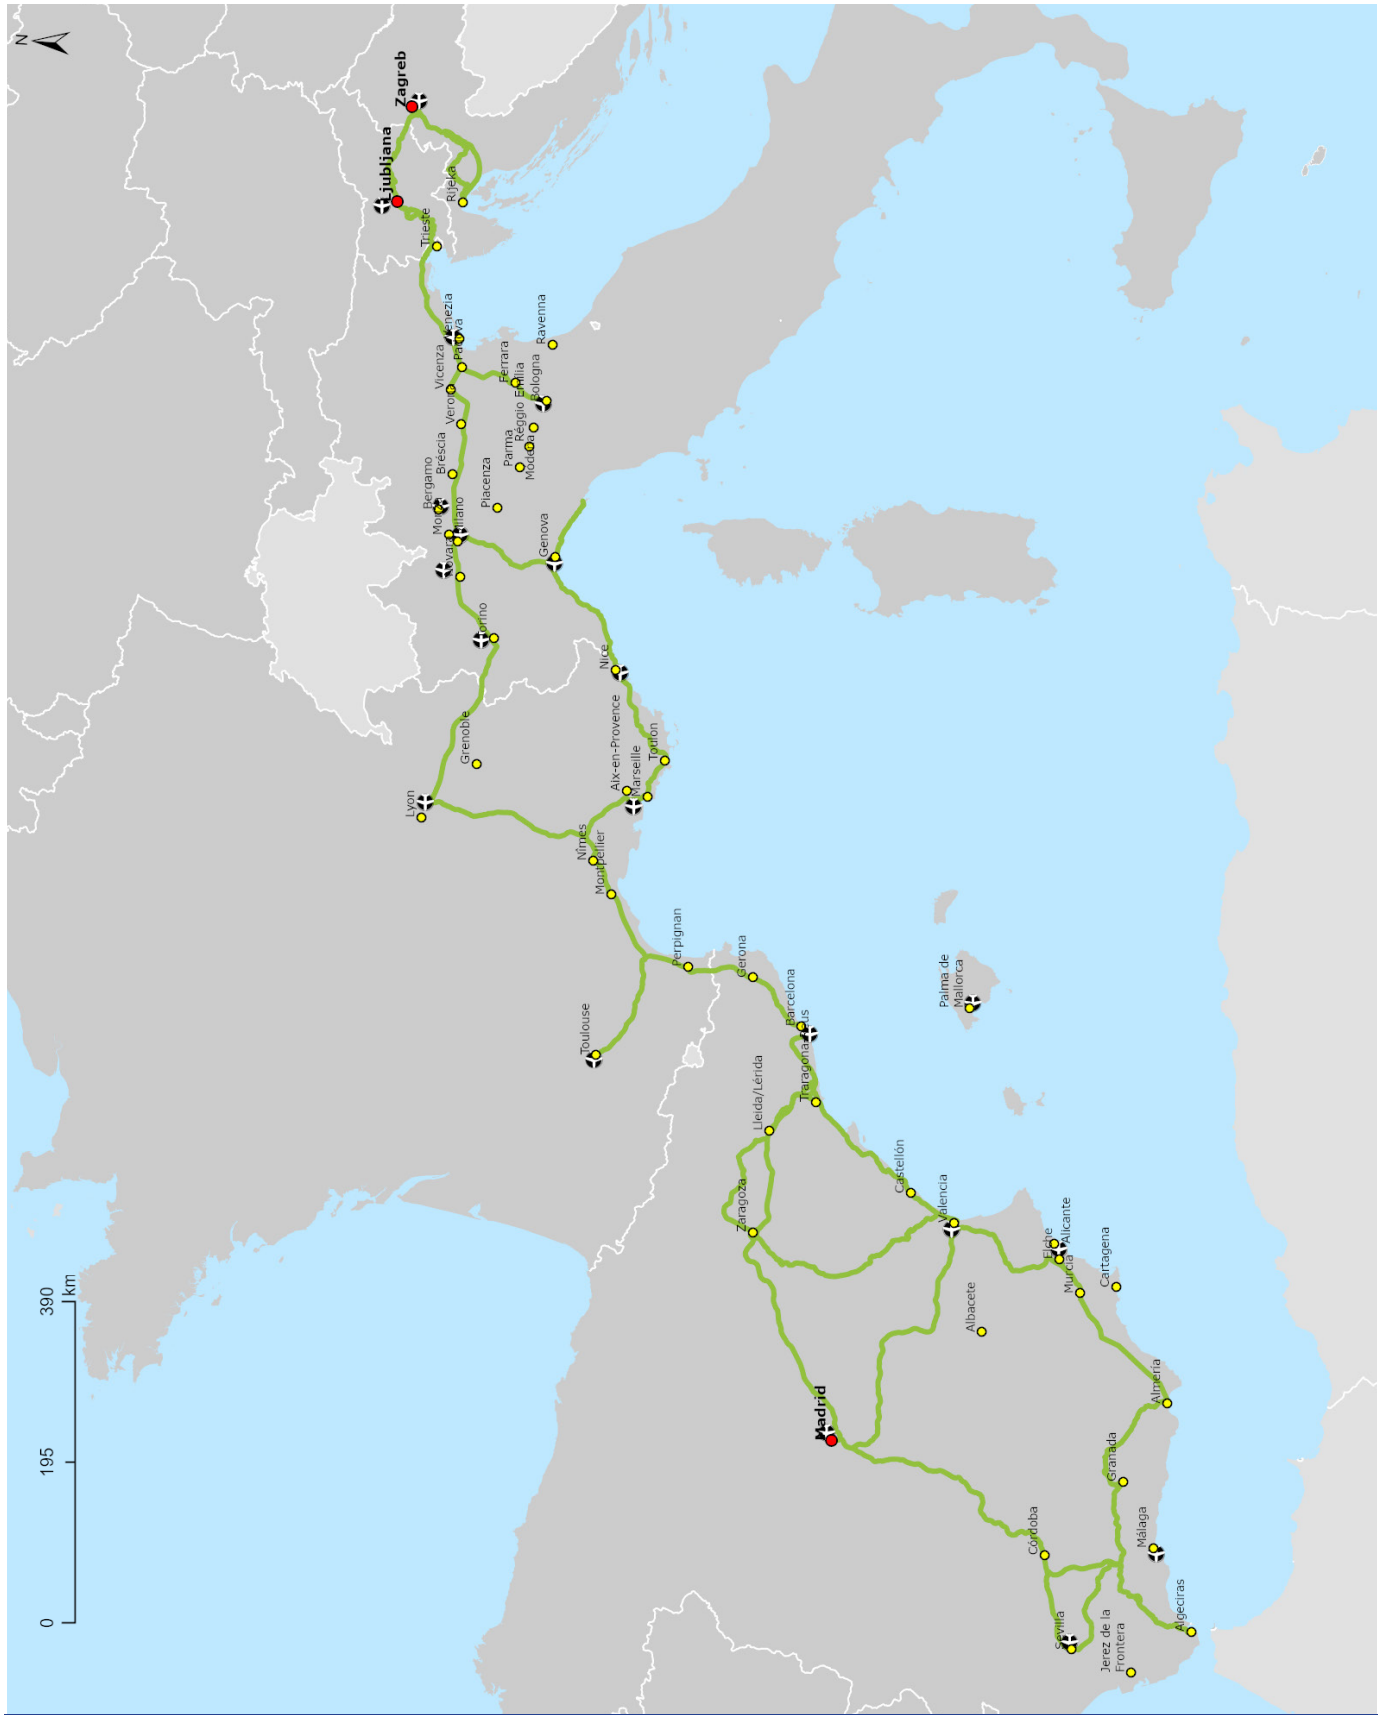 N
Zagreb
Ljubljana
Rijeka
Trieste
Venezia
Padova
Vicenza
Verona
Ravenna
Ferrara
Bologna
Réggio Emilia
Modena
Parma
Piacenza
Bréscia
Bergamo
Milano
Novara
Genova
Torino
Nice
Grenoble
Aix-en-Provence
Marseille
Toulon
Lyon
Nîmes
Montpellier
Perpignan
Toulouse
Gerona
Barcelona
Traragona
Lleida/Lérida
Palma de
Mallorca
Zaragoza
Castellón
Valencia
Elche
Alicante
Murcia
Cartagena
Albacete
Madrid
Almería
Granada
Málaga
Córdoba
Sevilla
Jerez de la
Frontera
Algeciras
0
195
390
km